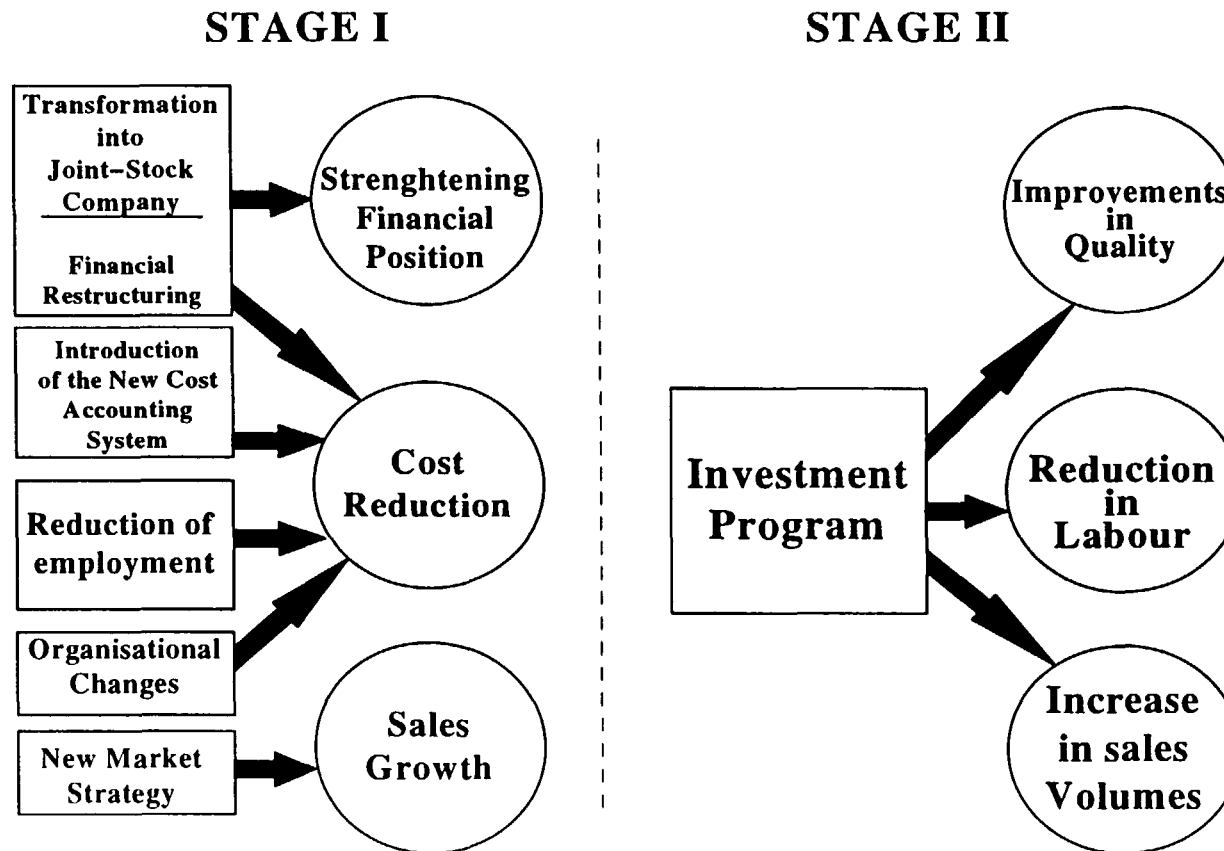 STAGE I
Transformation
into
Joint–Stock
Company
Financial
Restructuring
Strenghtening
Financial
Position
Introduction
of the New Cost
Accounting
System
Cost
Reduction
Reduction of
employment
Organisational
Changes
New Market
Strategy
Sales
Growth
STAGE II
Investment
Program
Improvements
in
Quality
Reduction
in
Labour
Increase
in sales
Volumes